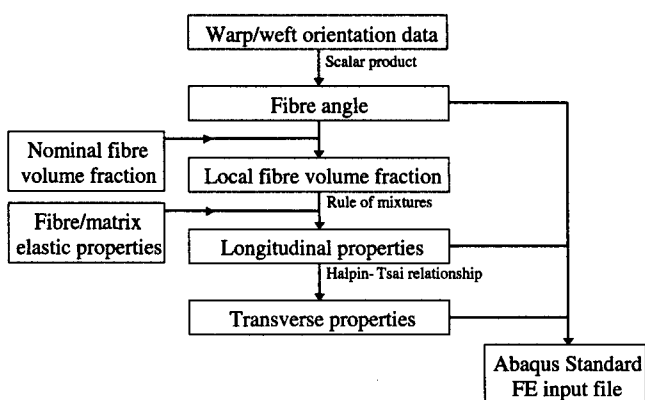 Warp/weft orientation data
Scalar product
Fibre angle
Nominal fibre
volume fraction
Local fibre volume fraction
Rule of mixtures
Fibre/matrix
elastic properties
Longitudinal properties
Halpin- Tsai relationship
Transverse properties
Abaqus Standard
FE input file